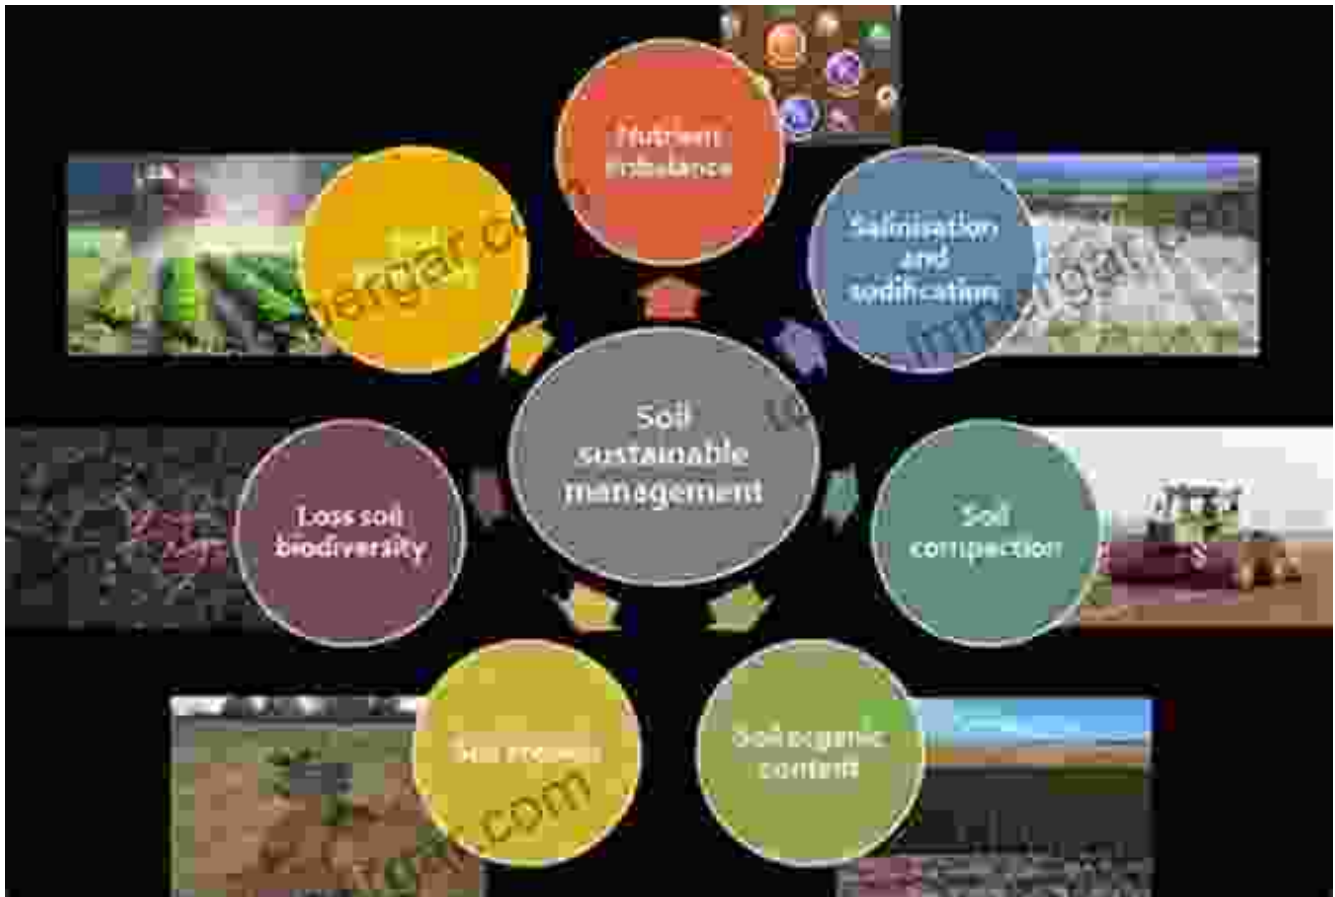 Nutrient
imbalance
Salinisation
and
sodification
Soil
sustainable
management
Loss soil
biodiversity
Soil
compaction
Soil erosion
Soil organic
content